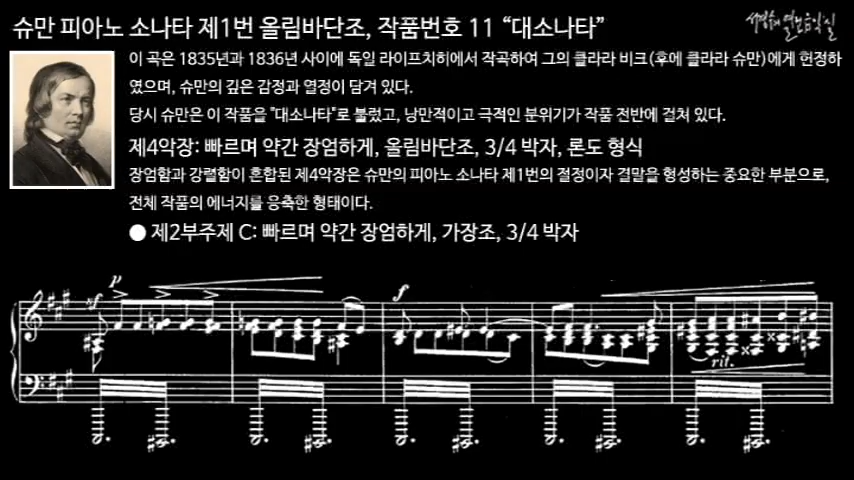 슈만 피아노 소나타 제1번 올림바단조, 작품번호 11 “대소나타”
이 곡은 1835년과 1836년 사이에 독일 라이프치히에서 작곡하여 그의 클라라 비크(후에 클라라 슈만)에게 헌정하
였으며, 슈만의 깊은 감정과 열정이 담겨 있다.
당시 슈만은 이 작품을 "대소나타"로 불렀고, 낭만적이고 극적인 분위기가 작품 전반에 걸쳐 있다.
제4악장: 빠르며 약간 장엄하게, 올림바단조, 3/4 박자, 론도 형식
장엄함과 강렬함이 혼합된 제4악장은 슈만의 피아노 소나타 제1번의 절정이자 결말을 형성하는 중요한 부분으로,
전체 작품의 에너지를 응축한 형태이다.
● 제2부주제 C: 빠르며 약간 장엄하게, 가장조, 3/4 박자
p
sf
f
rit.